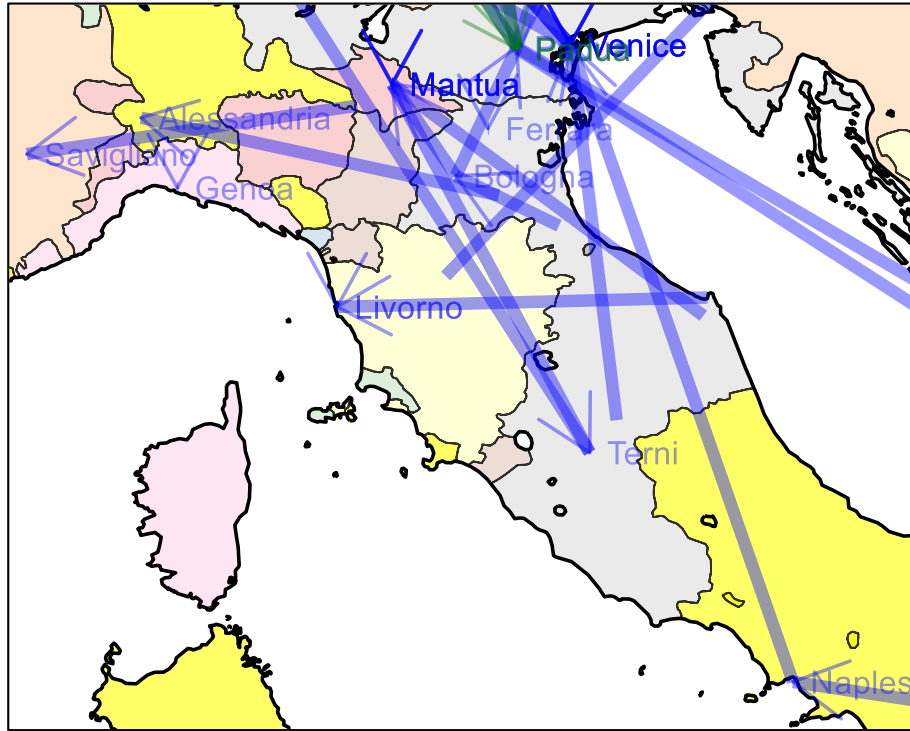 Venice
Padua
Mantua
Alessandria
Ferrara
Savigliano
Bologna
Genoa
Livorno
Terni
Naples